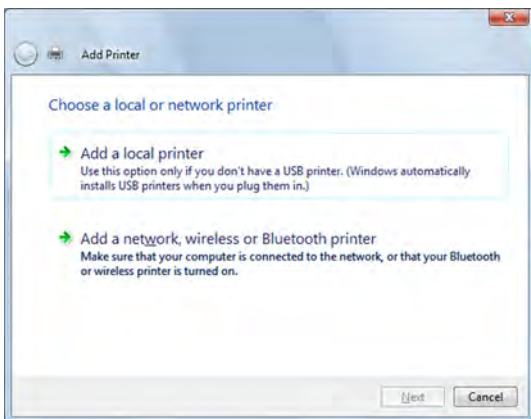 Add Printer
Choose a local or network printer
Add a local printer
Use this option only if you don't have a USB printer. (Windows automatically
installs USB printers when you plug them in.)
Add a network, wireless or Bluetooth printer
Make sure that your computer is connected to the network, or that your Bluetooth
or wireless printer is turned on.
Next
Cancel